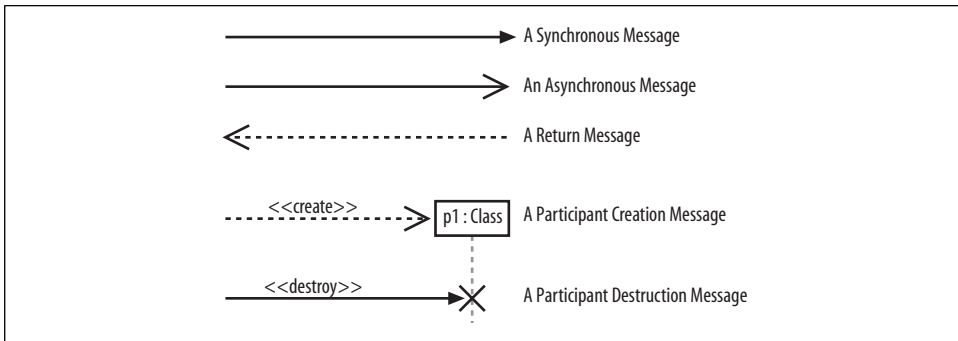 A Synchronous Message
An Asynchronous Message
A Return Message
<<create>>
p1 : Class
A Participant Creation Message
<<destroy>>
A Participant Destruction Message